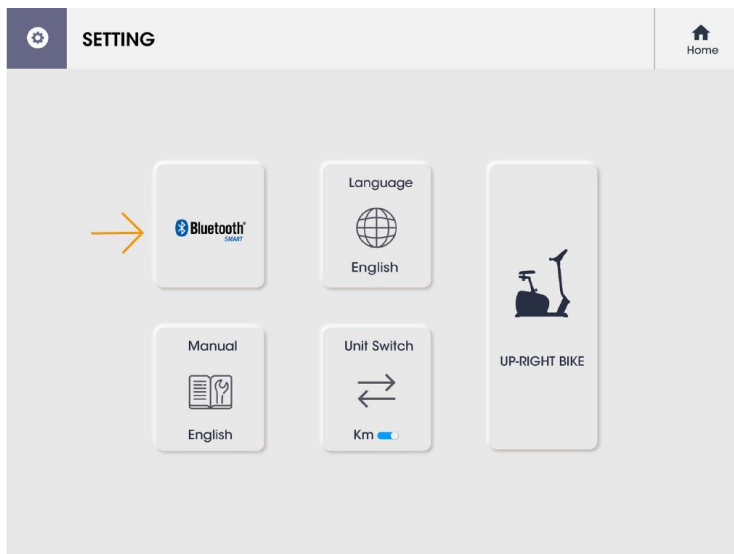 SETTING
Home
Bluetooth®
SMART
Language
English
Manual
English
Unit Switch
Km
UP-RIGHT BIKE